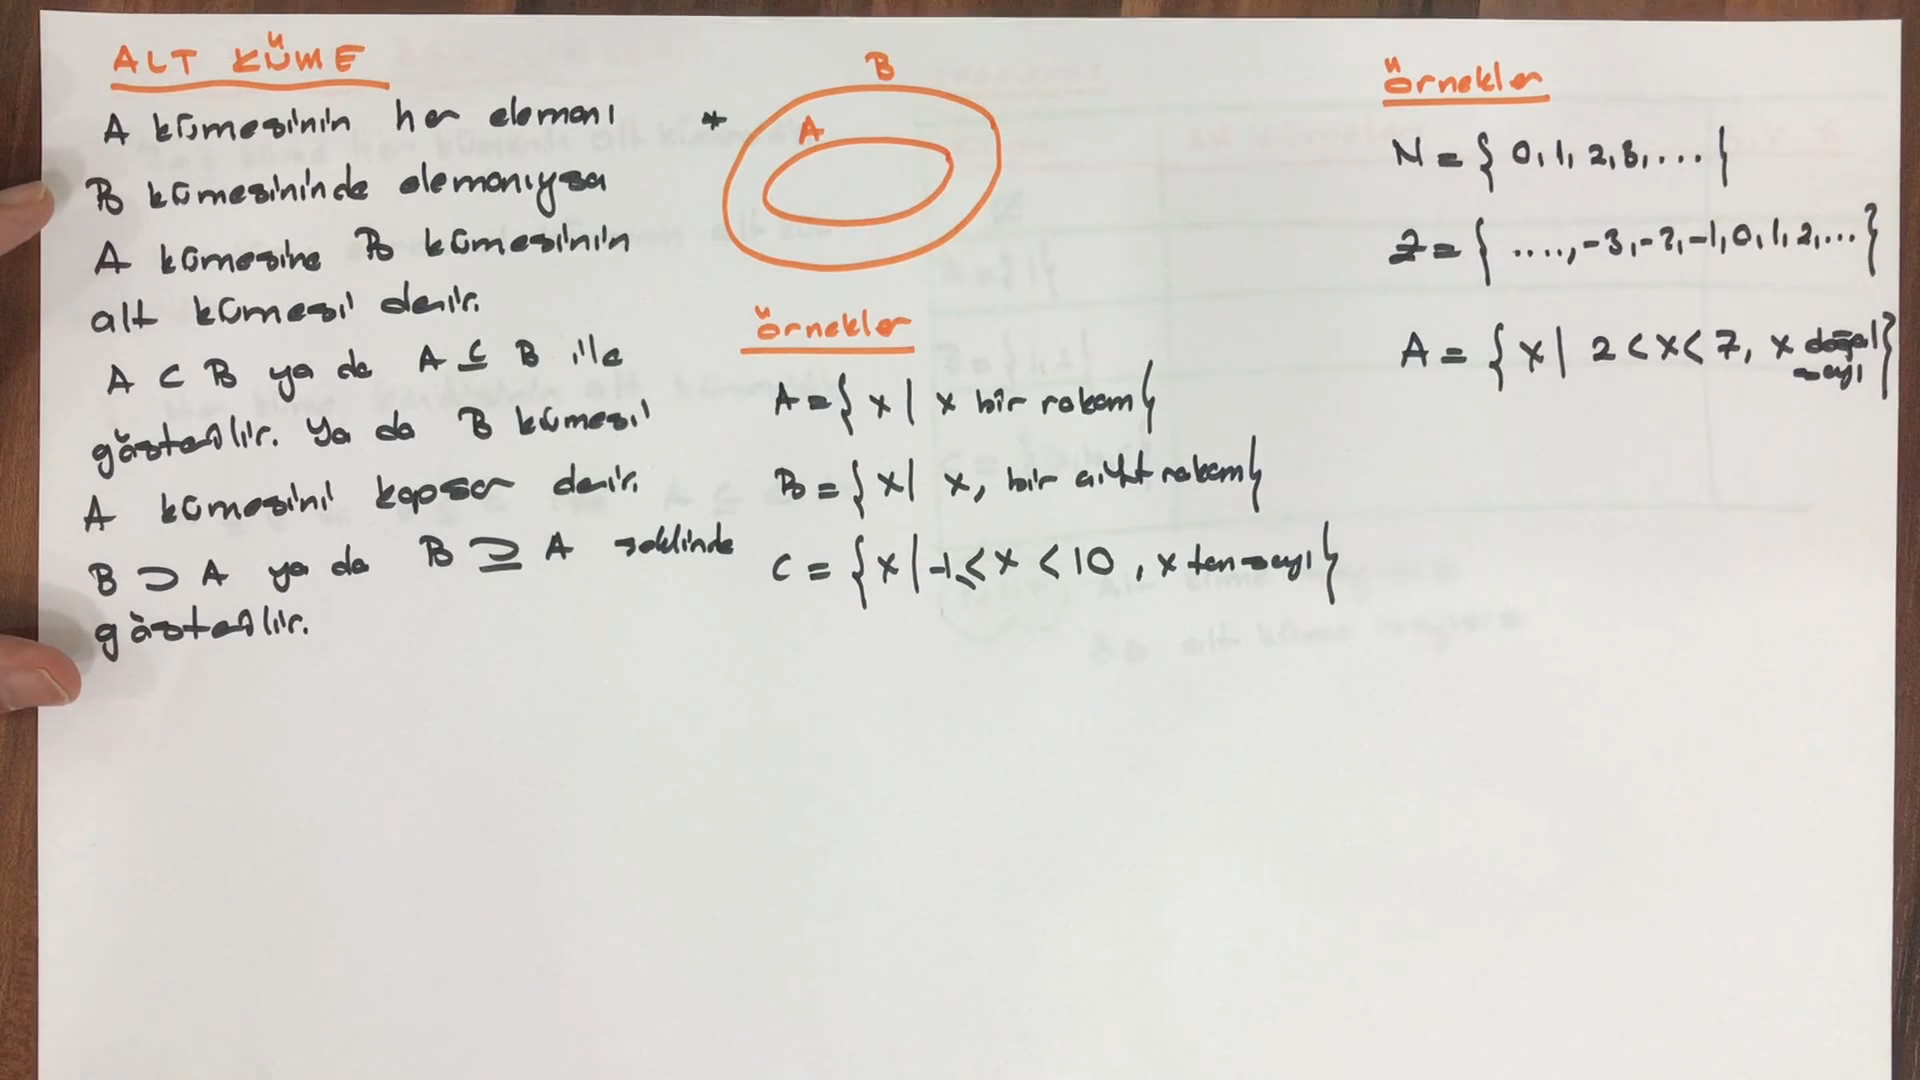 ALT KÜME
A kümesinin her elemanı
B kümesininde elemanıysa
A kümesine B kümesinin
alt kümesi denir.
A ⊂ B ya da A ⊆ B ile
gösterilir. Ya da B kümesi
A kümesini kapsar denir.
B ⊃ A ya da B ⊇ A şeklinde
gösterilir.
*
B
A
örnekler
A = { x | x bir rakam }
B = { x | x, bir çift rakam }
C = { x | -1 ≤ x < 10, x tam sayı }
örnekler
N = { 0, 1, 2, 3, ... }
Z = { ...., -3, -2, -1, 0, 1, 2, ... }
A = { x | 2 < x < 7, x doğal sayı }